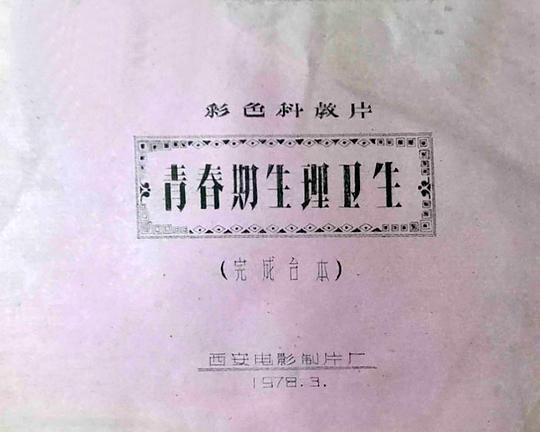 彩色科教片
青春期生理卫生
(完成台本)
西安电影制片厂
1978.3.